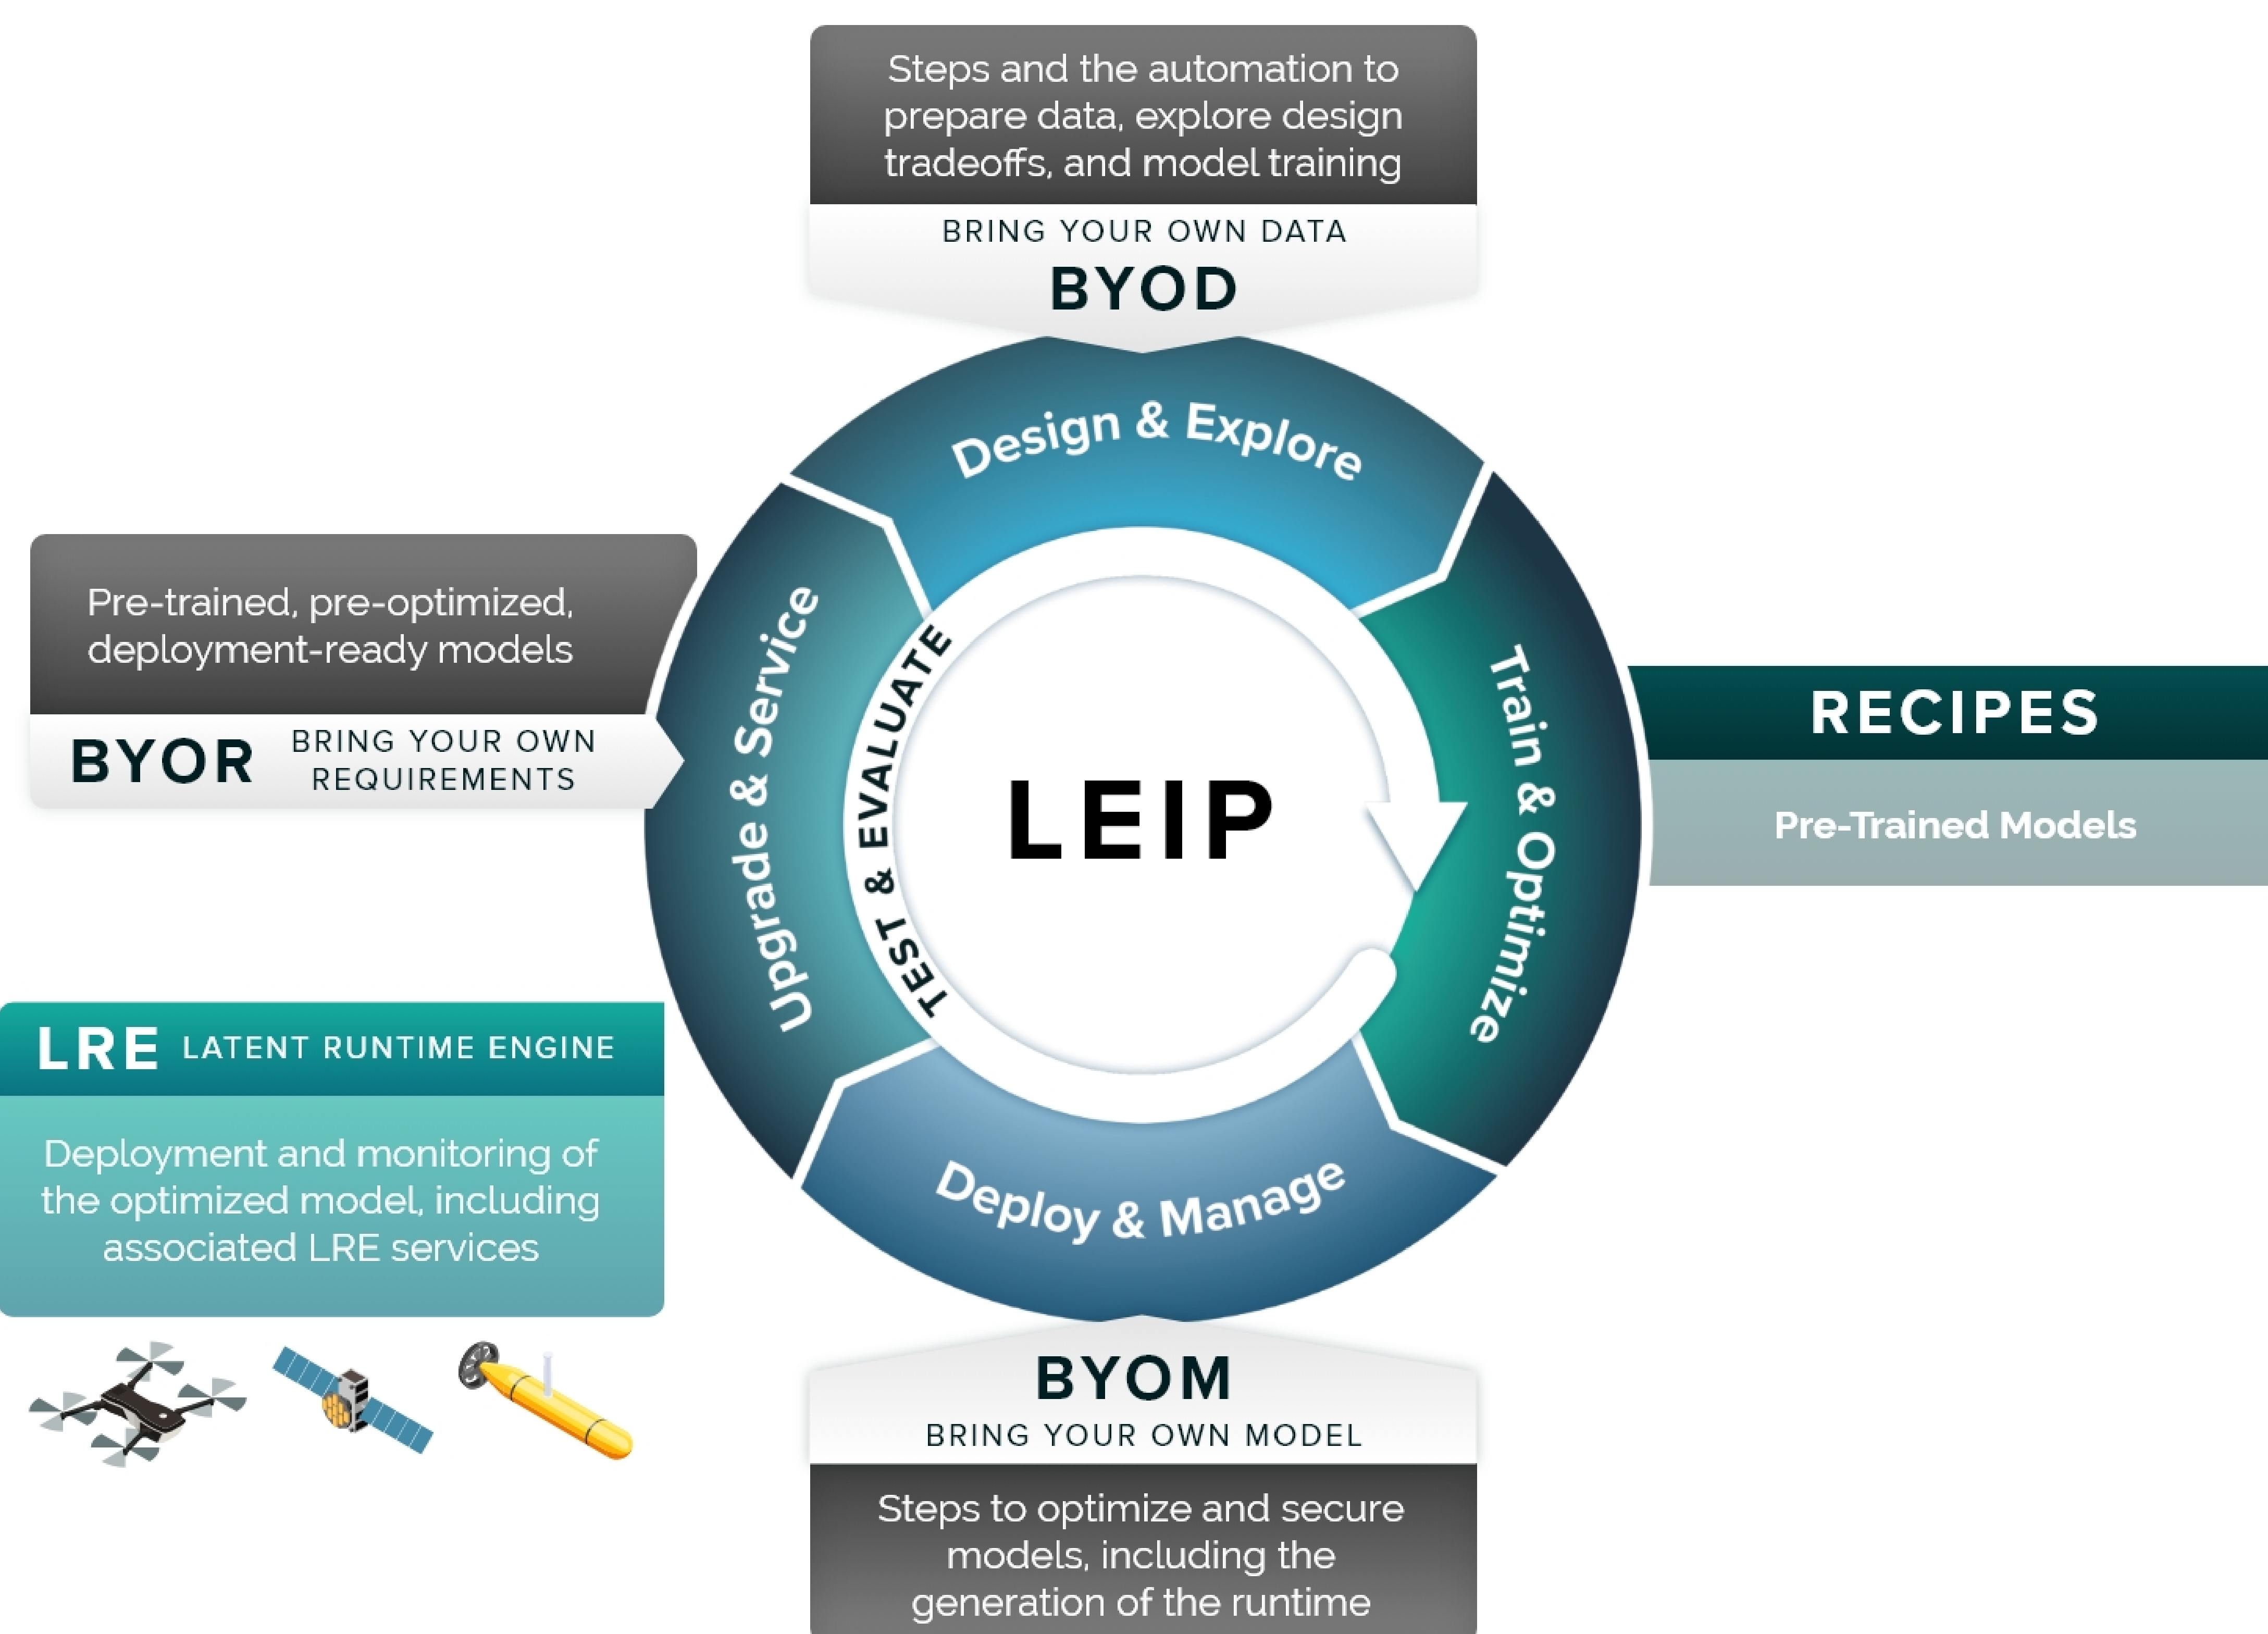 Steps and the automation to
prepare data, explore design
tradeoffs, and model training
BRING YOUR OWN DATA
BYOD
Design & Explore
Pre-trained, pre-optimized,
deployment-ready models
BYOR
BRING YOUR OWN
REQUIREMENTS
Upgrade & Service
TEST & EVALUATE
LEIP
Train & Optimize
RECIPES
Pre-Trained Models
LRE LATENT RUNTIME ENGINE
Deployment and monitoring of
the optimized model, including
associated LRE services
Deploy & Manage
BYOM
BRING YOUR OWN MODEL
Steps to optimize and secure
models, including the
generation of the runtime